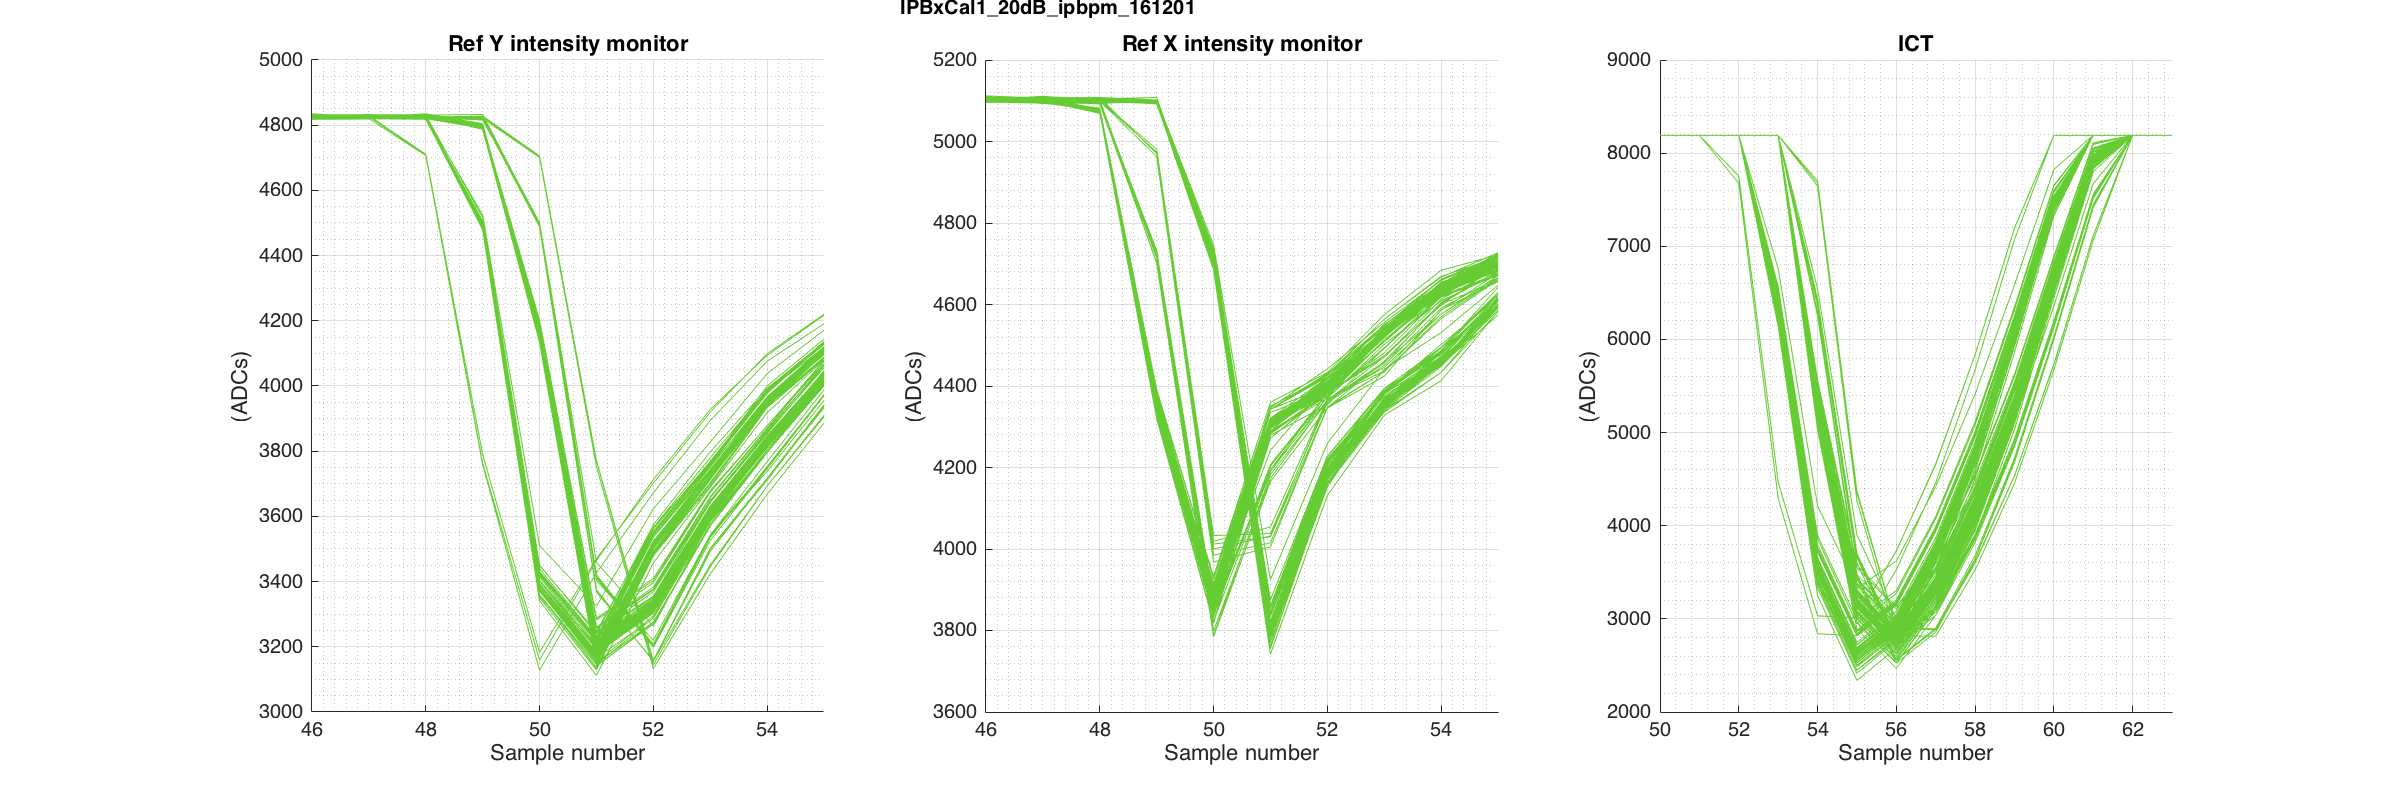 IPBxCal1_20dB_ipbpm_161201
Ref Y intensity monitor
5000
4800
4600
4400
4200
4000
3800
3600
3400
3200
3000
(ADCs)
46 48 50 52 54
Sample number
Ref X intensity monitor
5200
5000
4800
4600
4400
4200
4000
3800
3600
(ADCs)
46 48 50 52 54
Sample number
ICT
9000
8000
7000
6000
5000
4000
3000
2000
(ADCs)
50 52 54 56 58 60 62
Sample number